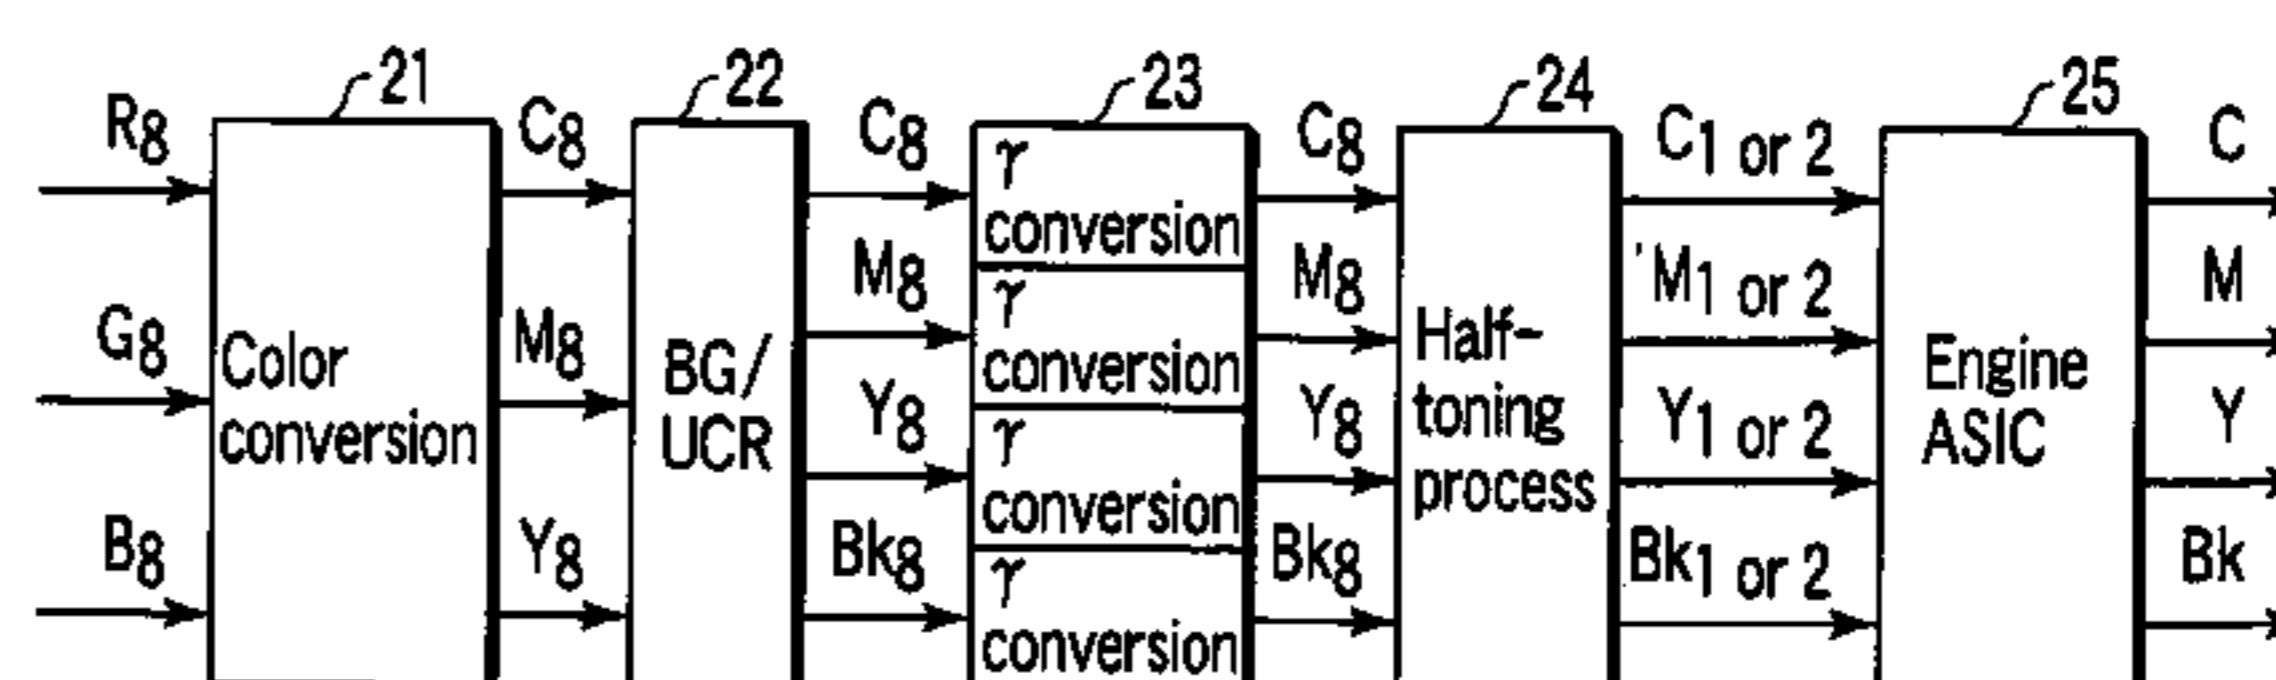 21
22
23
24
25
R8
C8
C8
γ
conversion
C8
C1 or 2
C
M8
γ
conversion
M8
M1 or 2
M
G8
Color
conversion
M8
BG/
UCR
Y8
γ
conversion
Y8
Half-
toning
process
Y1 or 2
Engine
ASIC
Y
B8
Y8
Bk8
γ
conversion
Bk8
Bk1 or 2
Bk